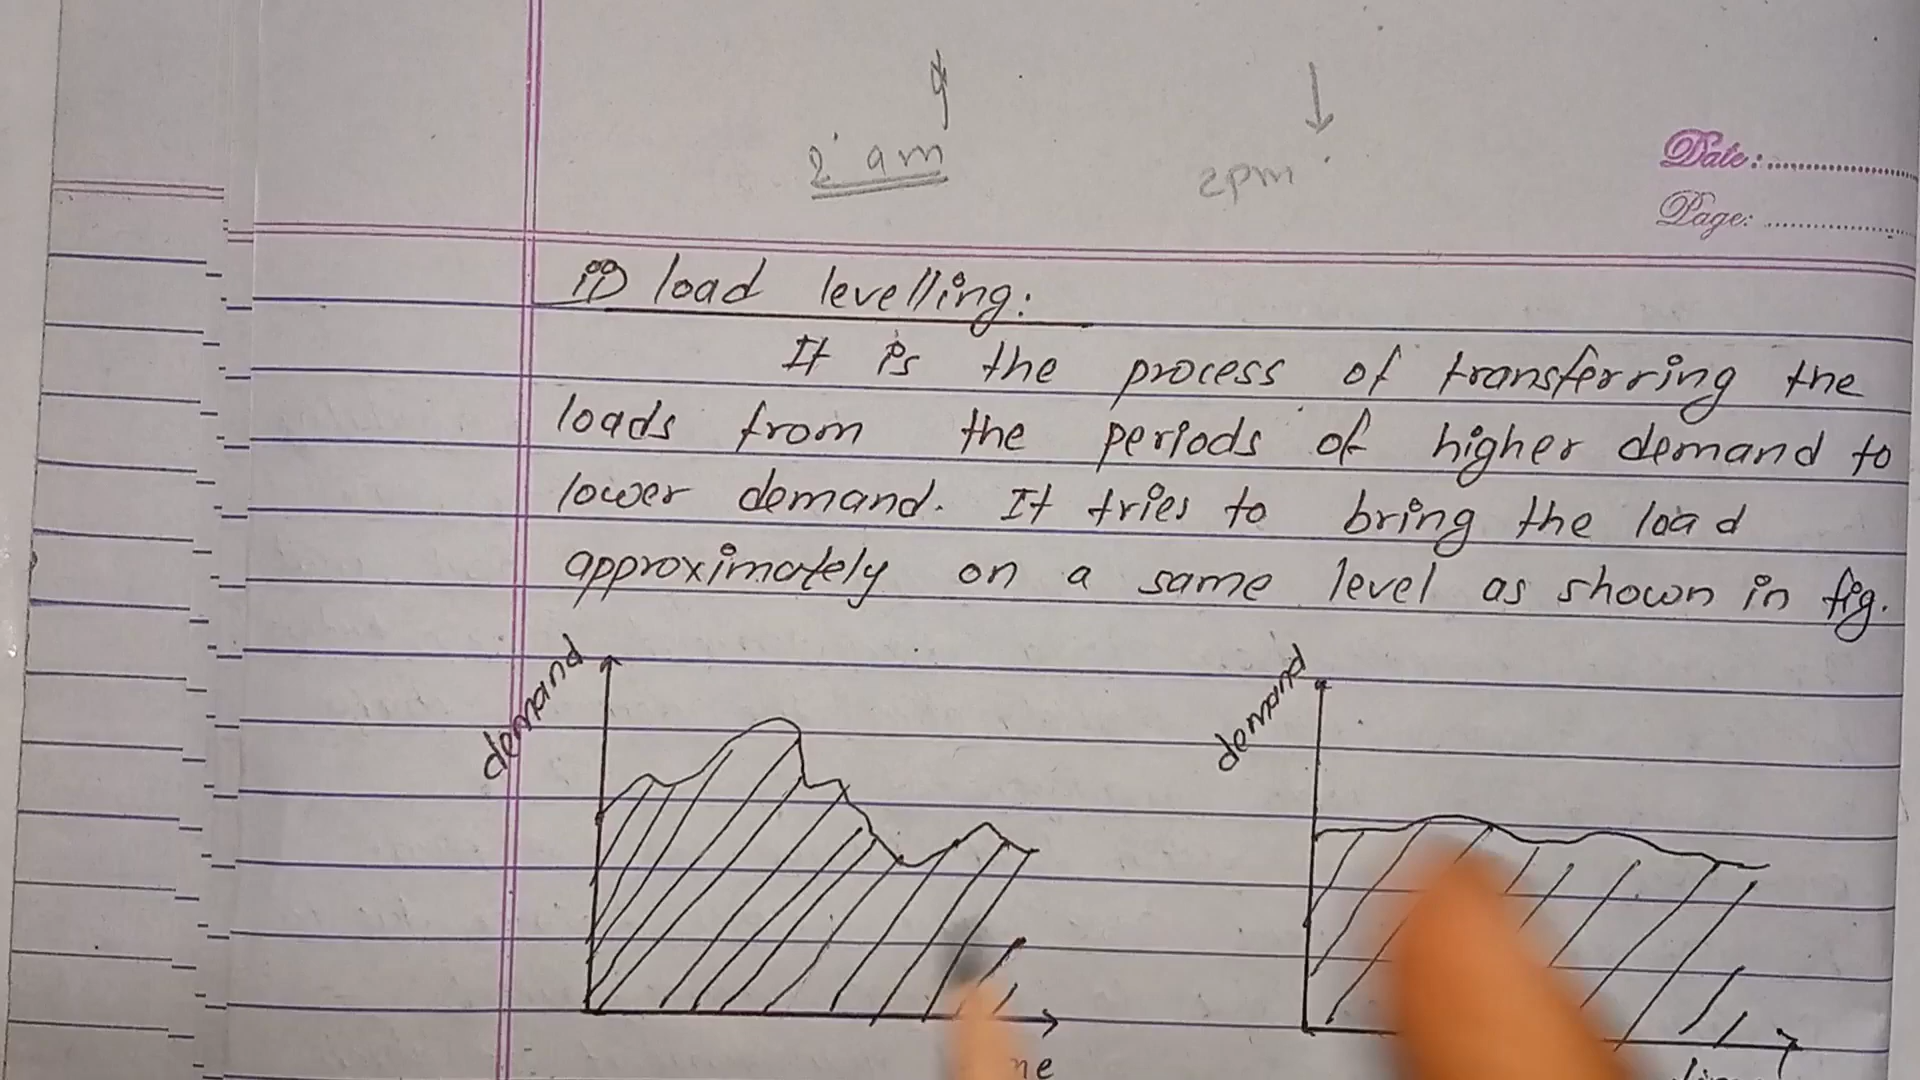 2 am
2pm
Date:
Page:
ii) load levelling:
It is the process of transferring the
loads from the periods of higher demand to
lower demand. It tries to bring the load
approximately on a same level as shown in fig.
demand
demand